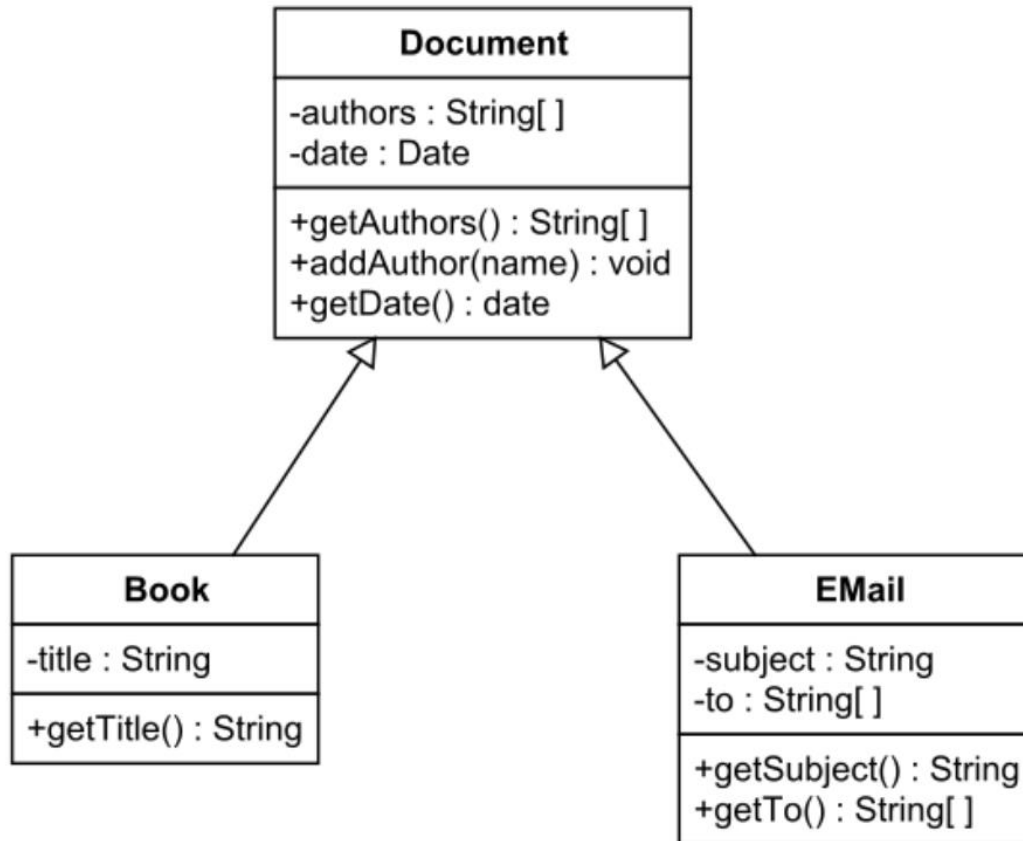 Document
-authors : String[ ]
-date : Date
+getAuthors() : String[ ]
+addAuthor(name) : void
+getDate() : date
Book
-title : String
+getTitle() : String
EMail
-subject : String
-to : String[ ]
+getSubject() : String
+getTo() : String[ ]